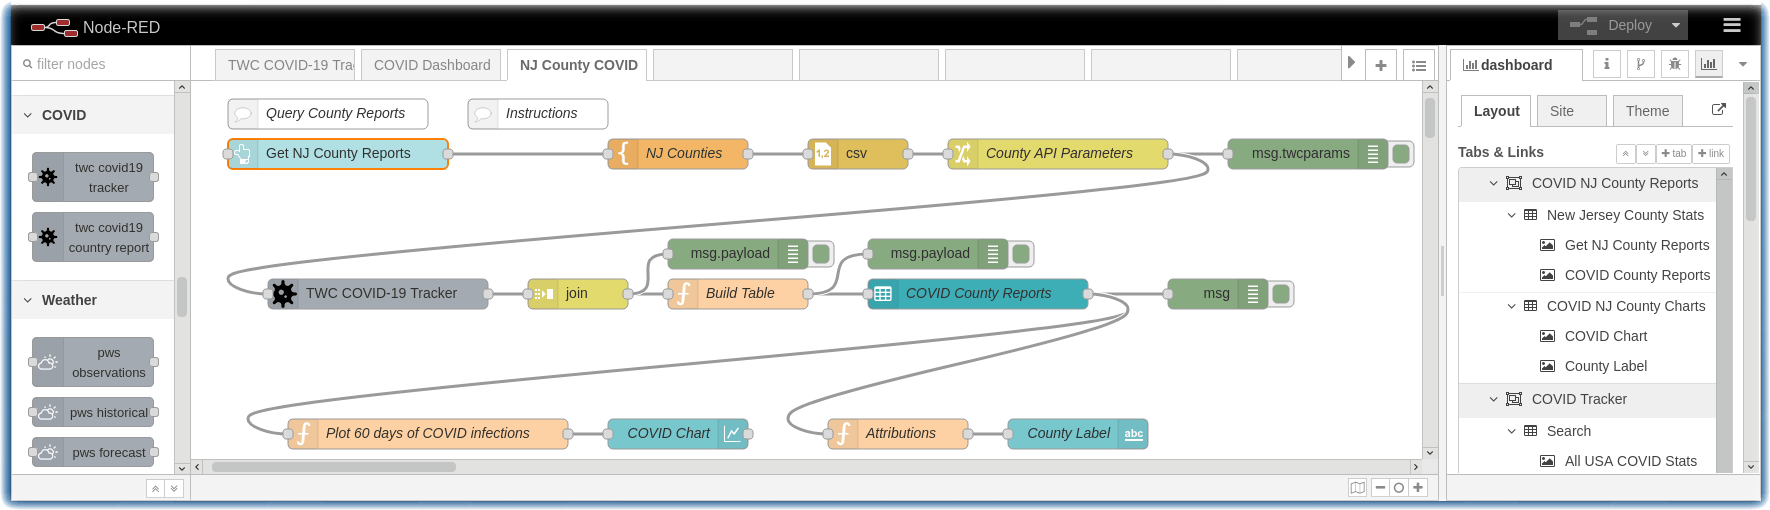 Node-RED
Deploy
filter nodes
TWC COVID-19 Trac
COVID Dashboard
NJ County COVID
dashboard
COVID
twc covid19
tracker
twc covid19
country report
Weather
pws
observations
pws historical
pws forecast
Query County Reports
Instructions
Get NJ County Reports
NJ Counties
1,2
csv
County API Parameters
msg.twcparams
msg.payload
msg.payload
TWC COVID-19 Tracker
join
Build Table
COVID County Reports
msg
Plot 60 days of COVID infections
COVID Chart
Attributions
County Label
abc
Layout
Site
Theme
Tabs & Links
tab
link
COVID NJ County Reports
New Jersey County Stats
Get NJ County Reports
COVID County Reports
COVID NJ County Charts
COVID Chart
County Label
COVID Tracker
Search
All USA COVID Stats